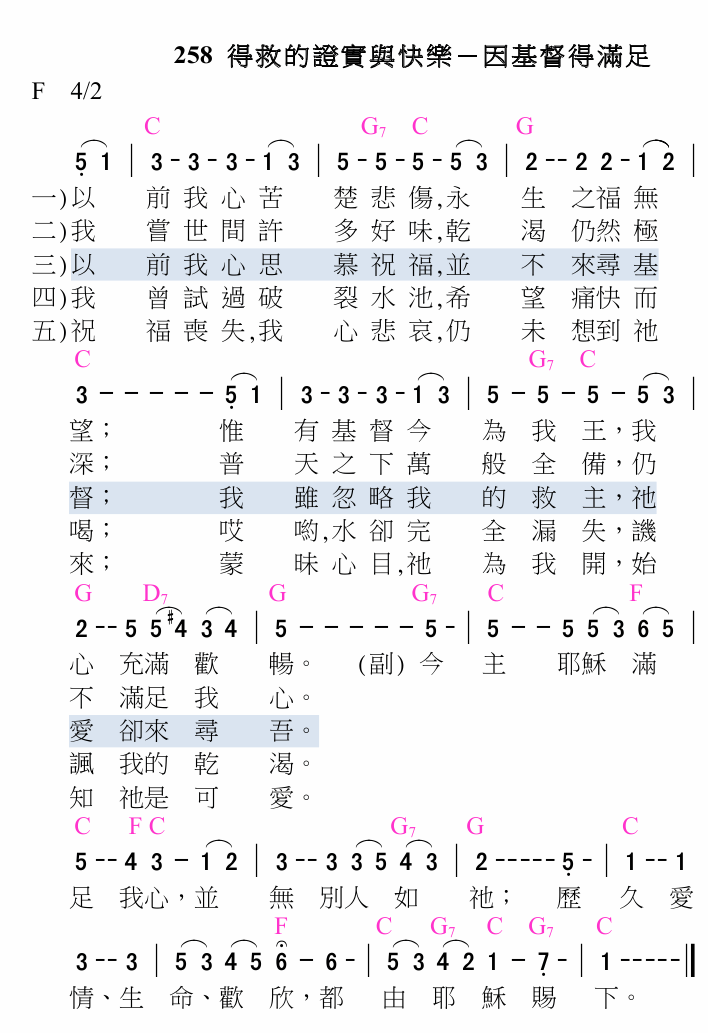 258 得救的證實與快樂－因基督得滿足
F 4/2
C G7 C G
5 1 | 3 - 3 - 3 - 1 3 | 5 - 5 - 5 - 5 3 | 2 -- 2 2 - 1 2 |
一)以 前我心苦 楚悲傷,永 生 之福無
二)我 嘗世間許 多好味,乾 渴 仍然極
三)以 前我心思 慕祝福,並 不 來尋基
四)我 曾試過破 裂水池,希 望 痛快而
五)祝 福喪失,我 心悲哀,仍 未 想到祂
C G7 C
3 - - - - - 5 1 | 3 - 3 - 3 - 1 3 | 5 - 5 - 5 - 5 3 |
望； 惟 有基督今 為我王，我
深； 普 天之下萬 般全備，仍
督； 我 雖忽略我 的救主，祂
喝； 哎 喲,水卻完 全漏失，譏
來； 蒙 昧心目,祂 為我開，始
G D7 G G7 C F
2 -- 5 5 #4 3 4 | 5 - - - - - 5 - | 5 - - 5 5 3 6 5 |
心 充滿 歡 暢。 (副) 今 主 耶穌 滿
不 滿足 我 心。
愛 卻來 尋 吾。
諷 我的 乾 渴。
知 祂是 可 愛。
C F C G7 G C
5 -- 4 3 - 1 2 | 3 -- 3 3 5 4 3 | 2 ----- 5 - | 1 -- 1
足 我心，並 無 別人 如 祂； 歷 久 愛
F C G7 C G7 C
3 -- 3 | 5 3 4 5 6 - 6 - | 5 3 4 2 1 - 7 - | 1 -----||
情、生 命、歡 欣，都 由 耶 穌 賜 下。